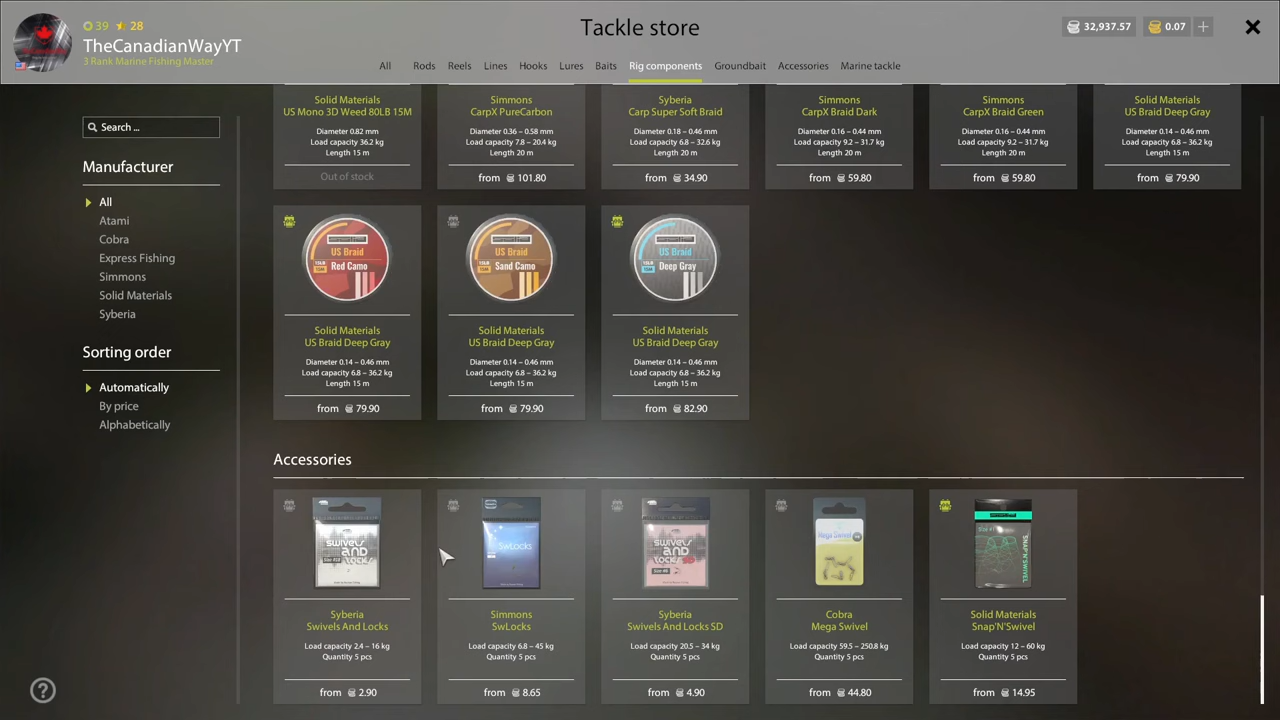 39 28
TheCanadianWayYT
3 Rank Marine Fishing Master
Tackle store
32,937.57 0.07 +
All Rods Reels Lines Hooks Lures Baits Rig components Groundbait Accessories Marine tackle
Search ...
Manufacturer
All
Atami
Cobra
Express Fishing
Simmons
Solid Materials
Syberia
Sorting order
Automatically
By price
Alphabetically
Solid Materials
US Mono 3D Weed 80LB 15M
Diameter 0.82 mm
Load capacity 36.2 kg
Length 15 m
Out of stock
Simmons
CarpX PureCarbon
Diameter 0.36 – 0.58 mm
Load capacity 7.8 – 20.4 kg
Length 20 m
from 101.80
Syberia
Carp Super Soft Braid
Diameter 0.18 – 0.46 mm
Load capacity 6.8 – 32.6 kg
Length 20 m
from 34.90
Simmons
CarpX Braid Dark
Diameter 0.16 – 0.44 mm
Load capacity 9.2 – 31.7 kg
Length 20 m
from 59.80
Simmons
CarpX Braid Green
Diameter 0.16 – 0.44 mm
Load capacity 9.2 – 31.7 kg
Length 20 m
from 59.80
Solid Materials
US Braid Deep Gray
Diameter 0.14 – 0.46 mm
Load capacity 6.8 – 36.2 kg
Length 15 m
from 79.90
US Braid
Red Camo
Solid Materials
US Braid Deep Gray
Diameter 0.14 – 0.46 mm
Load capacity 6.8 – 36.2 kg
Length 15 m
from 79.90
US Braid
Sand Camo
Solid Materials
US Braid Deep Gray
Diameter 0.14 – 0.46 mm
Load capacity 6.8 – 36.2 kg
Length 15 m
from 79.90
US Braid
Deep Gray
Solid Materials
US Braid Deep Gray
Diameter 0.14 – 0.46 mm
Load capacity 6.8 – 36.2 kg
Length 15 m
from 82.90
Accessories
SWIVELS
AND
LOCKS
Syberia
Swivels And Locks
Load capacity 2.4 – 16 kg
Quantity 5 pcs
from 2.90
SwLocks
Simmons
SwLocks
Load capacity 6.8 – 45 kg
Quantity 5 pcs
from 8.65
SWIVELS
AND
LOCKS SD
Syberia
Swivels And Locks SD
Load capacity 20.5 – 34 kg
Quantity 5 pcs
from 4.90
Mega Swivel
Cobra
Mega Swivel
Load capacity 59.5 – 250.8 kg
Quantity 5 pcs
from 44.80
SNAP'N'SWIVEL
Solid Materials
Snap'N'Swivel
Load capacity 12 – 60 kg
Quantity 5 pcs
from 14.95
?